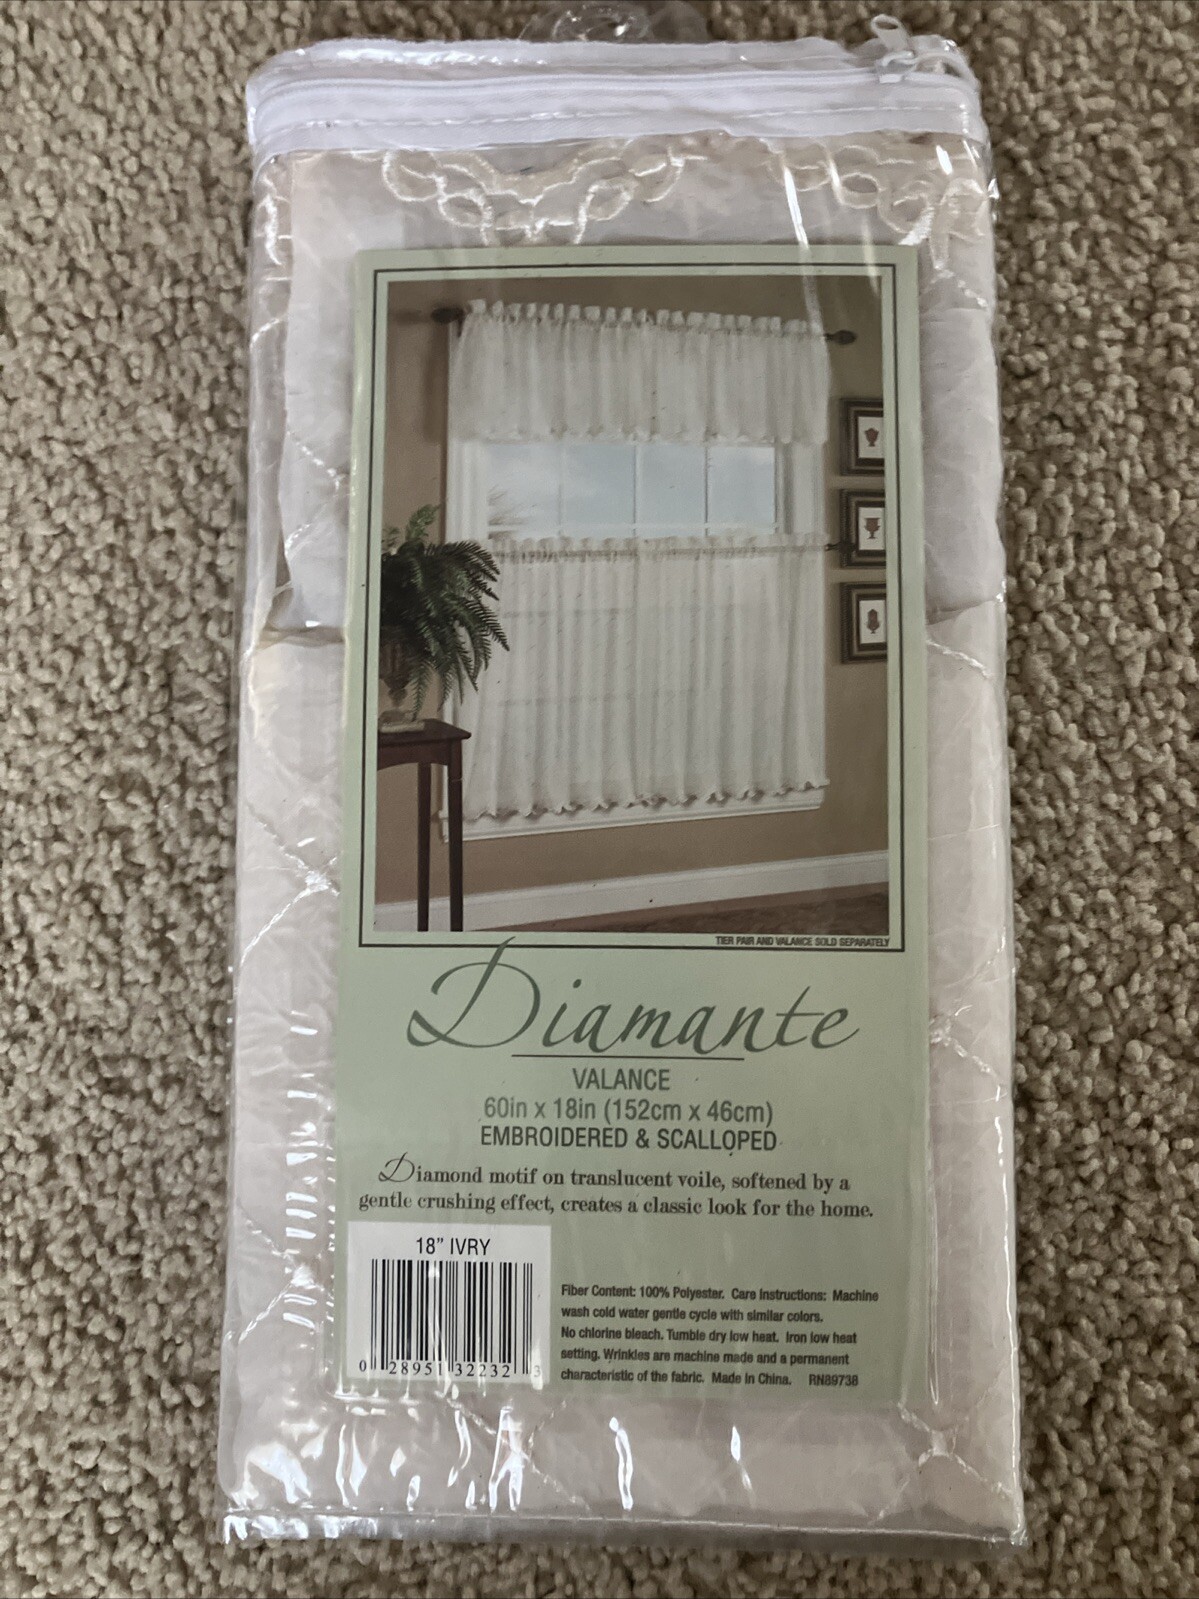 TIER PAIR AND VALANCE SOLD SEPARATELY
Diamante
VALANCE
60in x 18in (152cm x 46cm)
EMBROIDERED & SCALLOPED
Diamond motif on translucent voile, softened by a
gentle crushing effect, creates a classic look for the home.
18” IVRY
0 28951 32232 3
Fiber Content: 100% Polyester. Care Instructions: Machine
wash cold water gentle cycle with similar colors.
No chlorine bleach. Tumble dry low heat. Iron low heat
setting. Wrinkles are machine made and a permanent
characteristic of the fabric. Made in China. RN89738